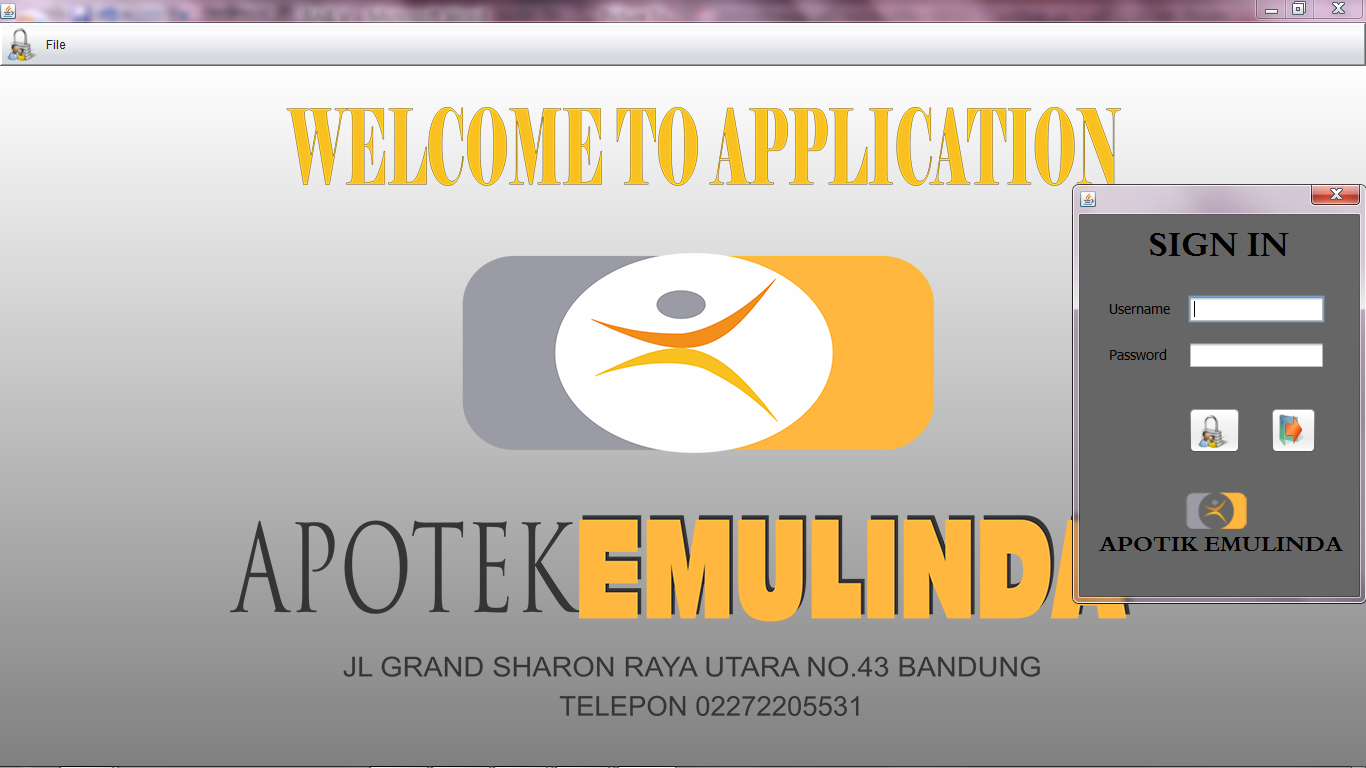 File
WELCOME TO APPLICATION
SIGN IN
Username
Password
APOTIK EMULINDA
APOTEK EMULINDA
JL GRAND SHARON RAYA UTARA NO.43 BANDUNG
TELEPON 02272205531